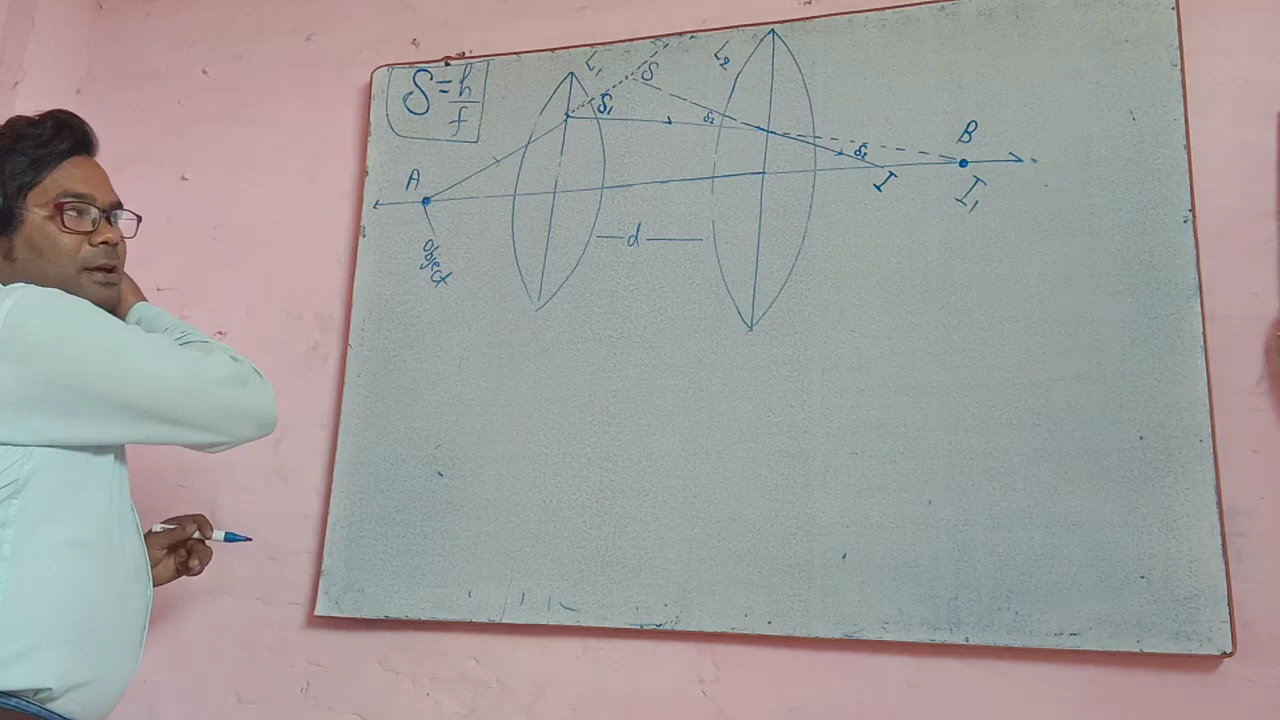 δ = h/f
L₁
L₂
δ
δ₁
δ₂
δ₂
A
B
I
I₁
object
d